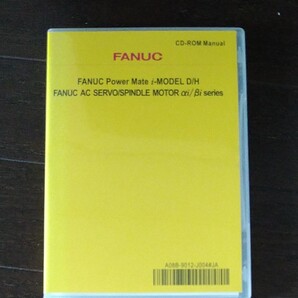 CD-ROM Manual
FANUC
FANUC Power Mate i-MODEL D/H
FANUC AC SERVO/SPINDLE MOTOR αi/βi series